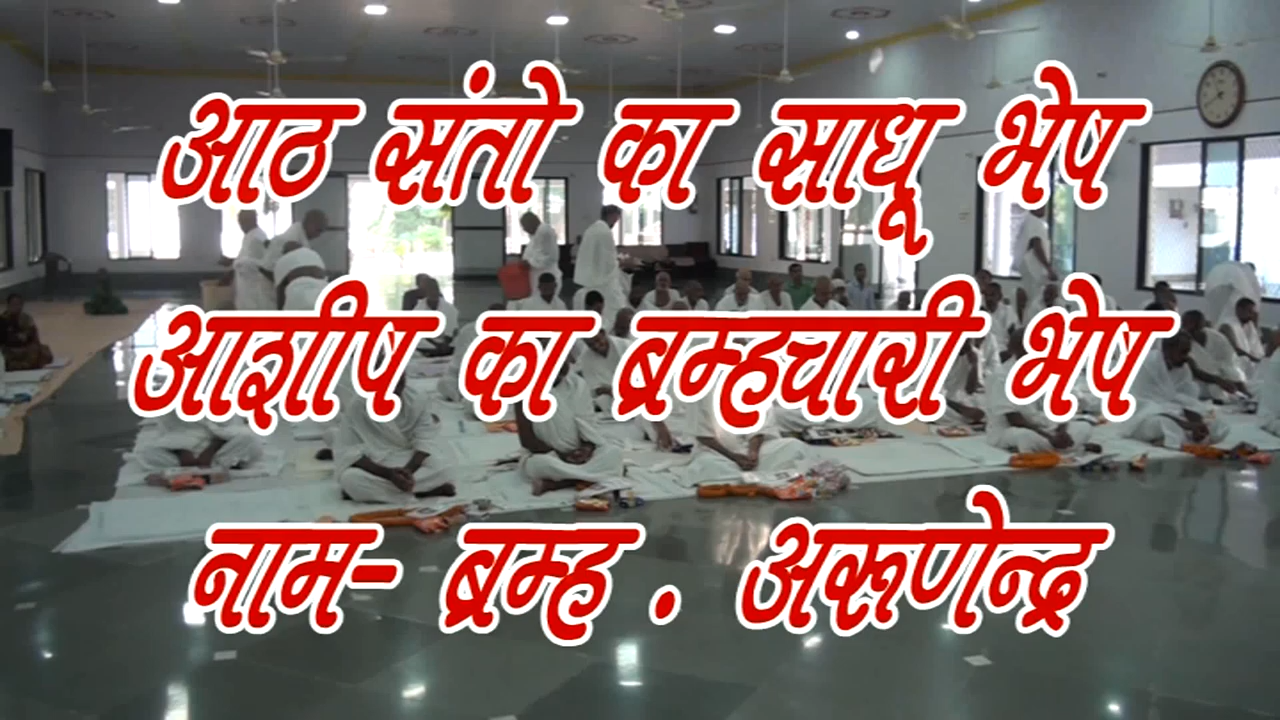 आठ संतो का साधू भेष
आशीष का ब्रम्हचारी भेष
नाम- ब्रम्ह . अरूणेन्द्र